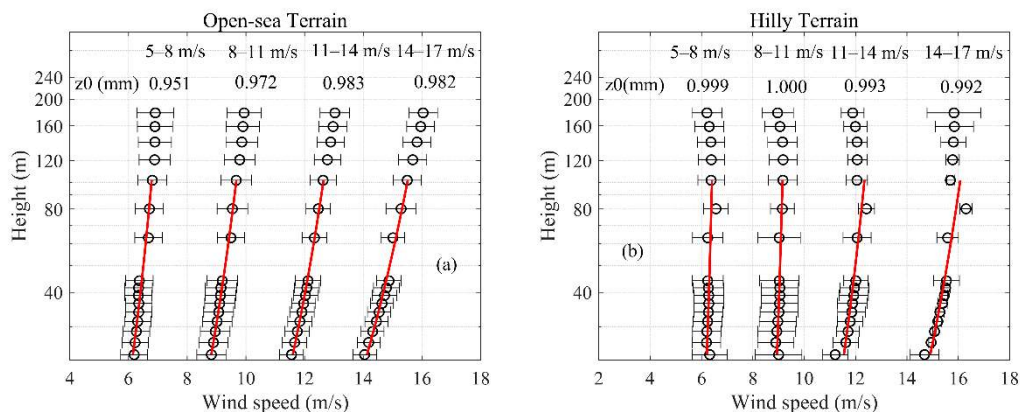 Open-sea Terrain
5–8 m/s 8–11 m/s 11–14 m/s 14–17 m/s
z0 (mm) 0.951 0.972 0.983 0.982
240
200
160
120
80
40
Height (m)
(a)
4 6 8 10 12 14 16 18
Wind speed (m/s)
Hilly Terrain
5–8 m/s 8–11 m/s 11–14 m/s 14–17 m/s
z0(mm) 0.999 1.000 0.993 0.992
240
200
160
120
80
40
Height (m)
(b)
2 4 6 8 10 12 14 16 18
Wind speed (m/s)